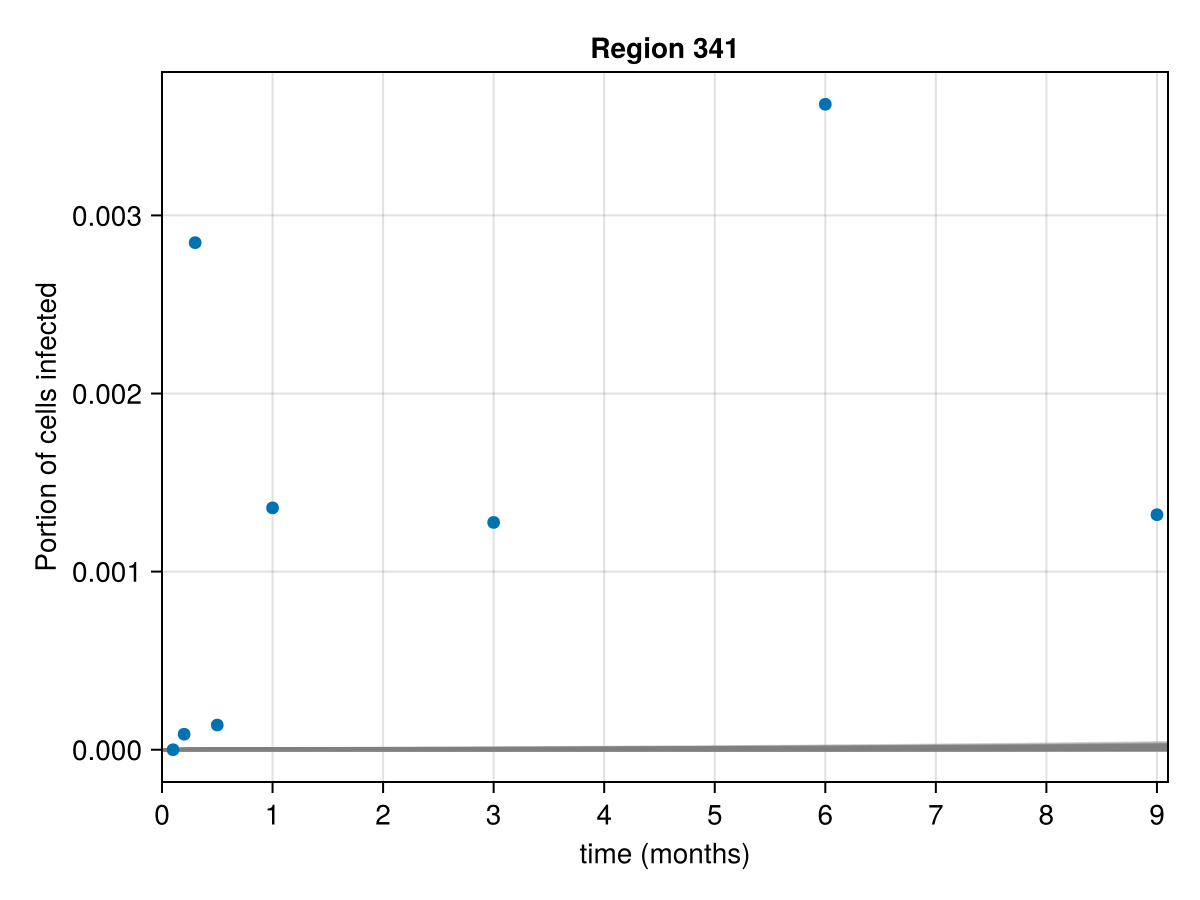 Region 341
Portion of cells infected
0.003
0.002
0.001
0.000
0 1 2 3 4 5 6 7 8 9
time (months)